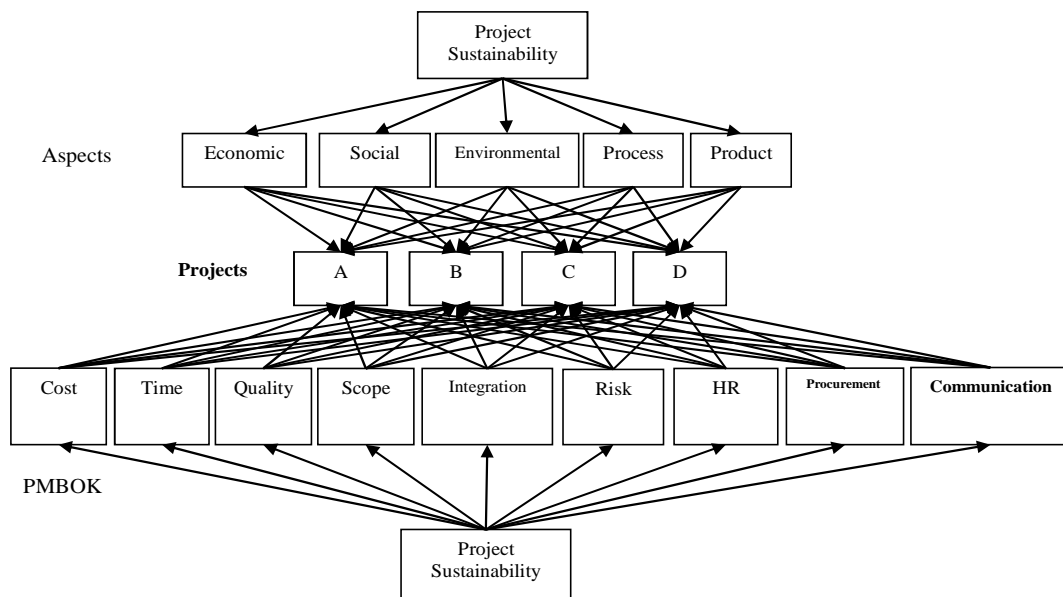 Project
Sustainability
Aspects
Economic
Social
Environmental
Process
Product
Projects
A
B
C
D
Cost
Time
Quality
Scope
Integration
Risk
HR
Procurement
Communication
PMBOK
Project
Sustainability